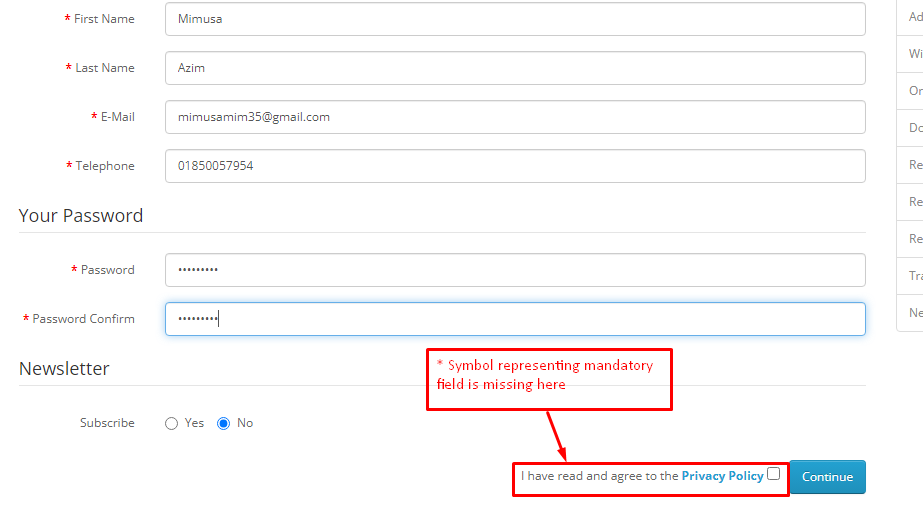 * First Name
Mimusa
* Last Name
Azim
* E-Mail
mimusamim35@gmail.com
* Telephone
01850057954
Your Password
* Password
•••••••••
* Password Confirm
•••••••••
Newsletter
* Symbol representing mandatory
field is missing here
Subscribe
Yes
No
I have read and agree to the Privacy Policy
Continue
Ad
Wi
Or
Do
Re
Re
Re
Tra
Ne